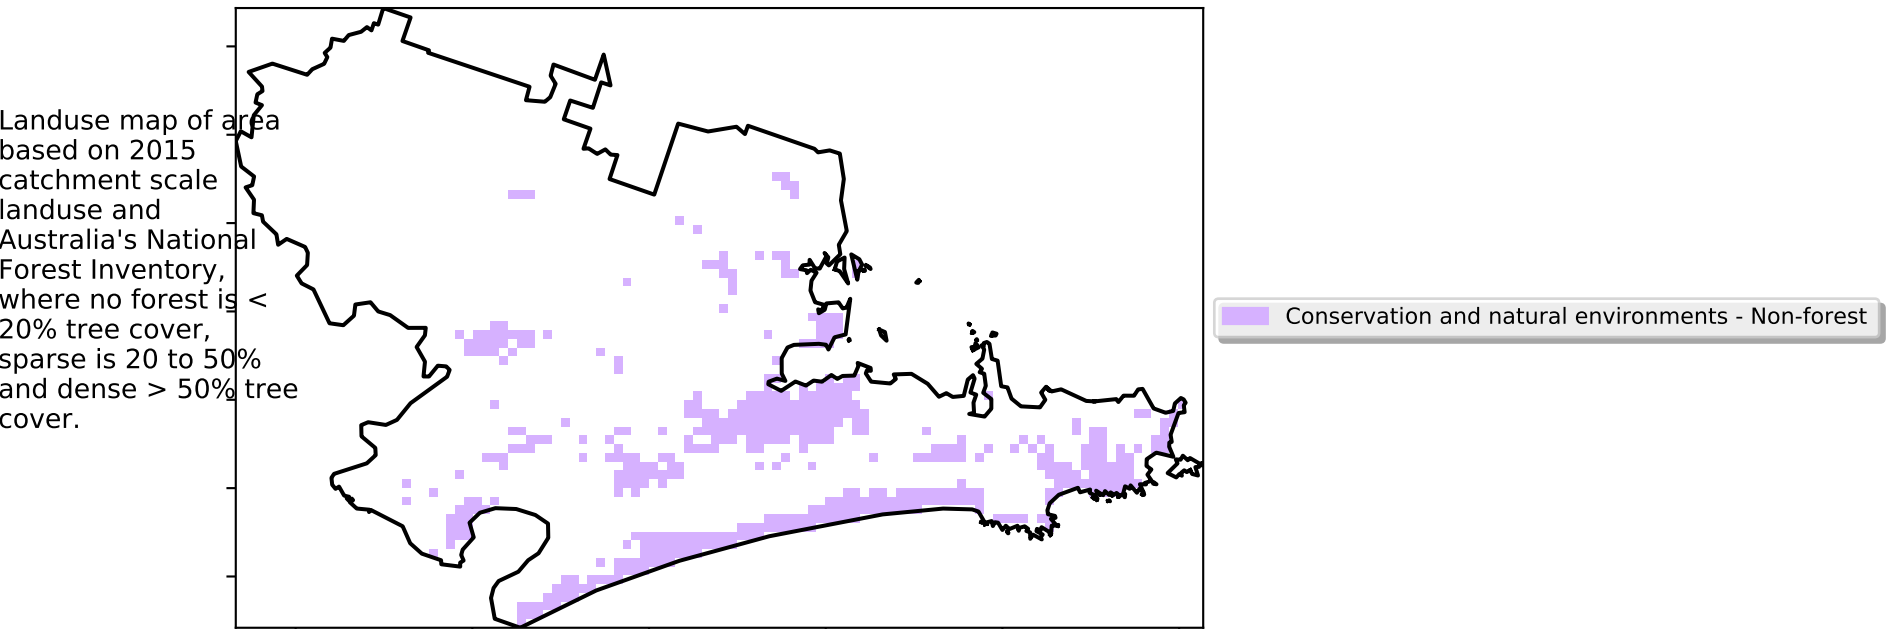 Landuse map of area
based on 2015
catchment scale
landuse and
Australia's National
Forest Inventory,
where no forest is <
20% tree cover,
sparse is 20 to 50%
and dense > 50% tree
cover.
Conservation and natural environments - Non-forest